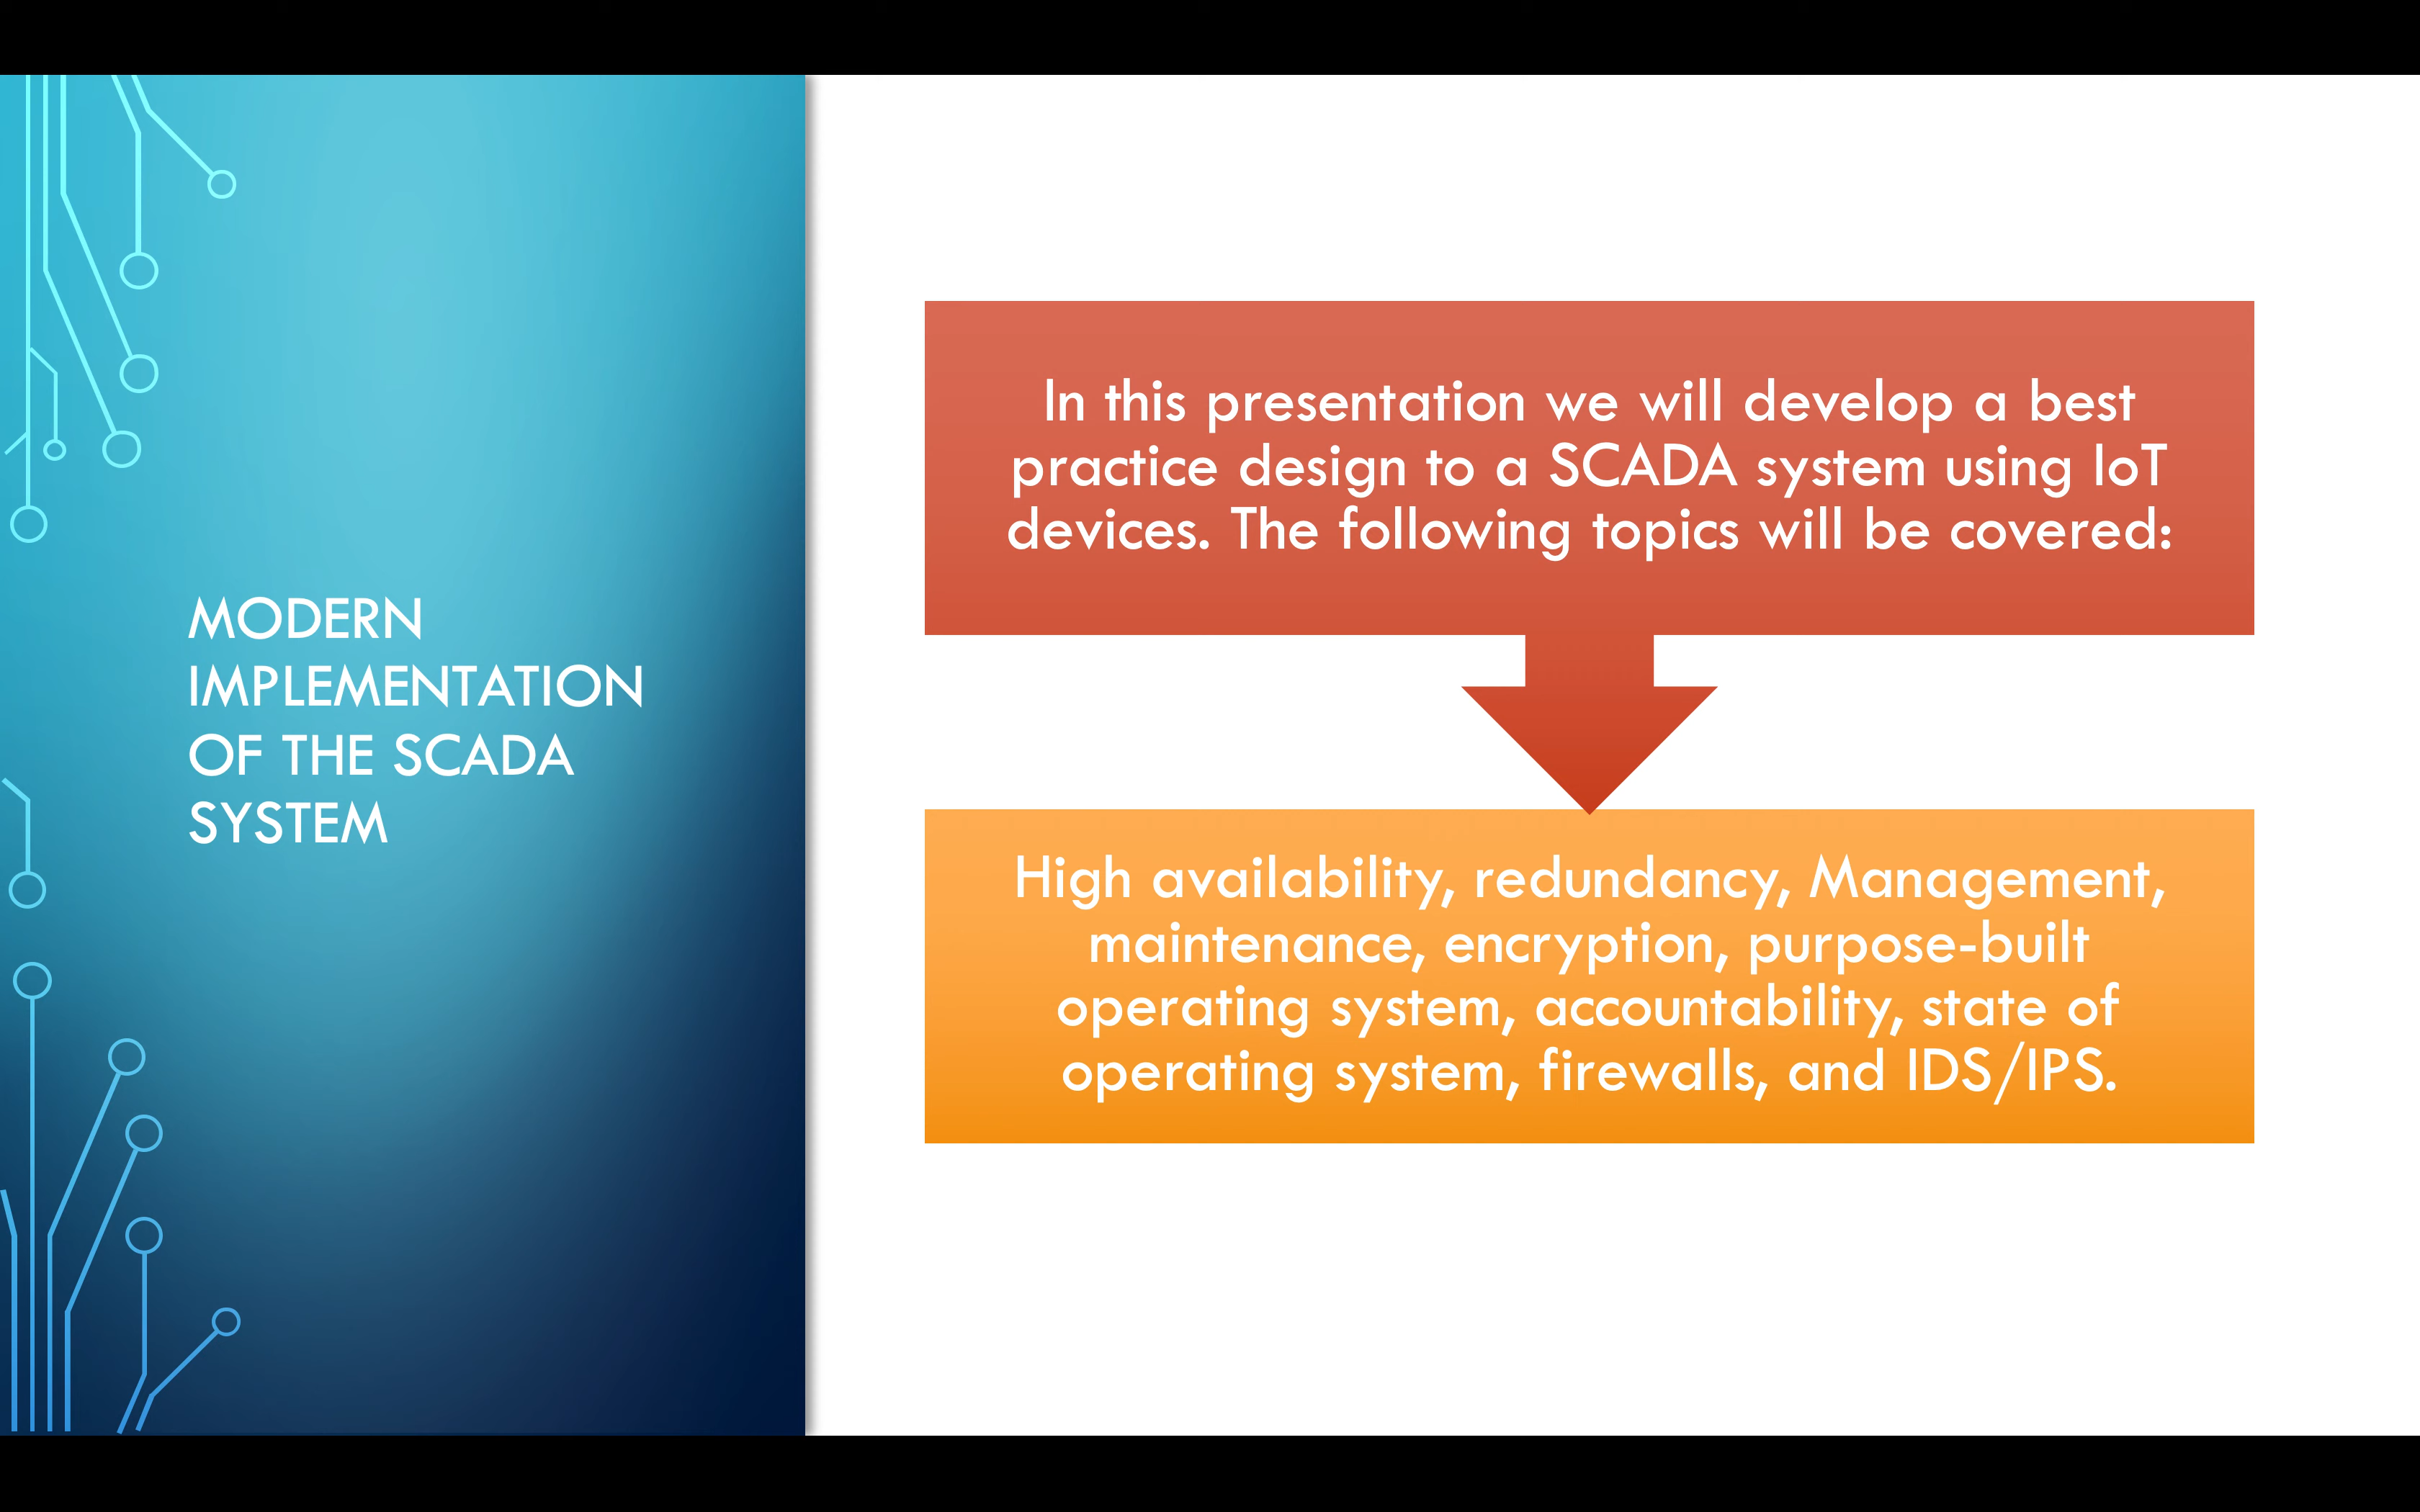 MODERN
IMPLEMENTATION
OF THE SCADA
SYSTEM
In this presentation we will develop a best
practice design to a SCADA system using IoT
devices. The following topics will be covered:
High availability, redundancy, Management,
maintenance, encryption, purpose-built
operating system, accountability, state of
operating system, firewalls, and IDS/IPS.